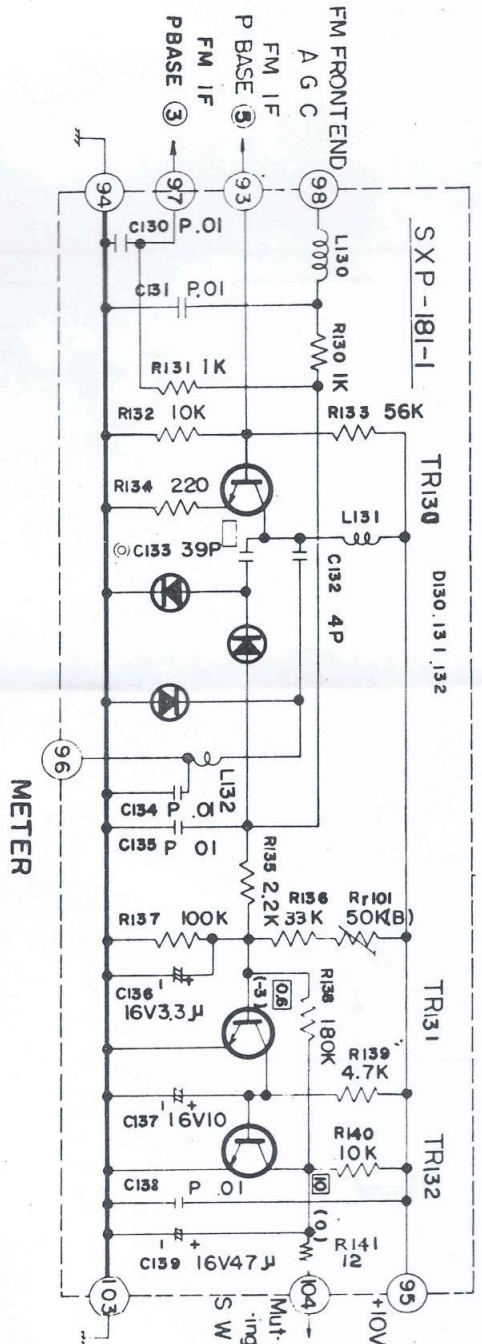 FM FRONTEND
A G C
FM IF
P BASE ⑤
FM IF
PBASE ③
98
93
97
94
SXP-181-1
L130
R130 1K
C130 P.01
C131 P.01
R131 1K
R132 10K
R133 56K
R134 220
TR130
L131
◎C133 39P
C132 4P
D130.131.132
L132
C134 P .01
C135 P 01
96
METER
R135 2.2K
R136 33K
Rr101 50K(B)
R137 100K
C136 16V3.3μ
0.6
(-3)
R138 180K
TR131
R139 4.7K
C137 16V10
TR132
R140 10K
C138 P .01
10
(0)
R141 12
C139 16V47μ
95
+10V
104
Mut-
ing
S W
103